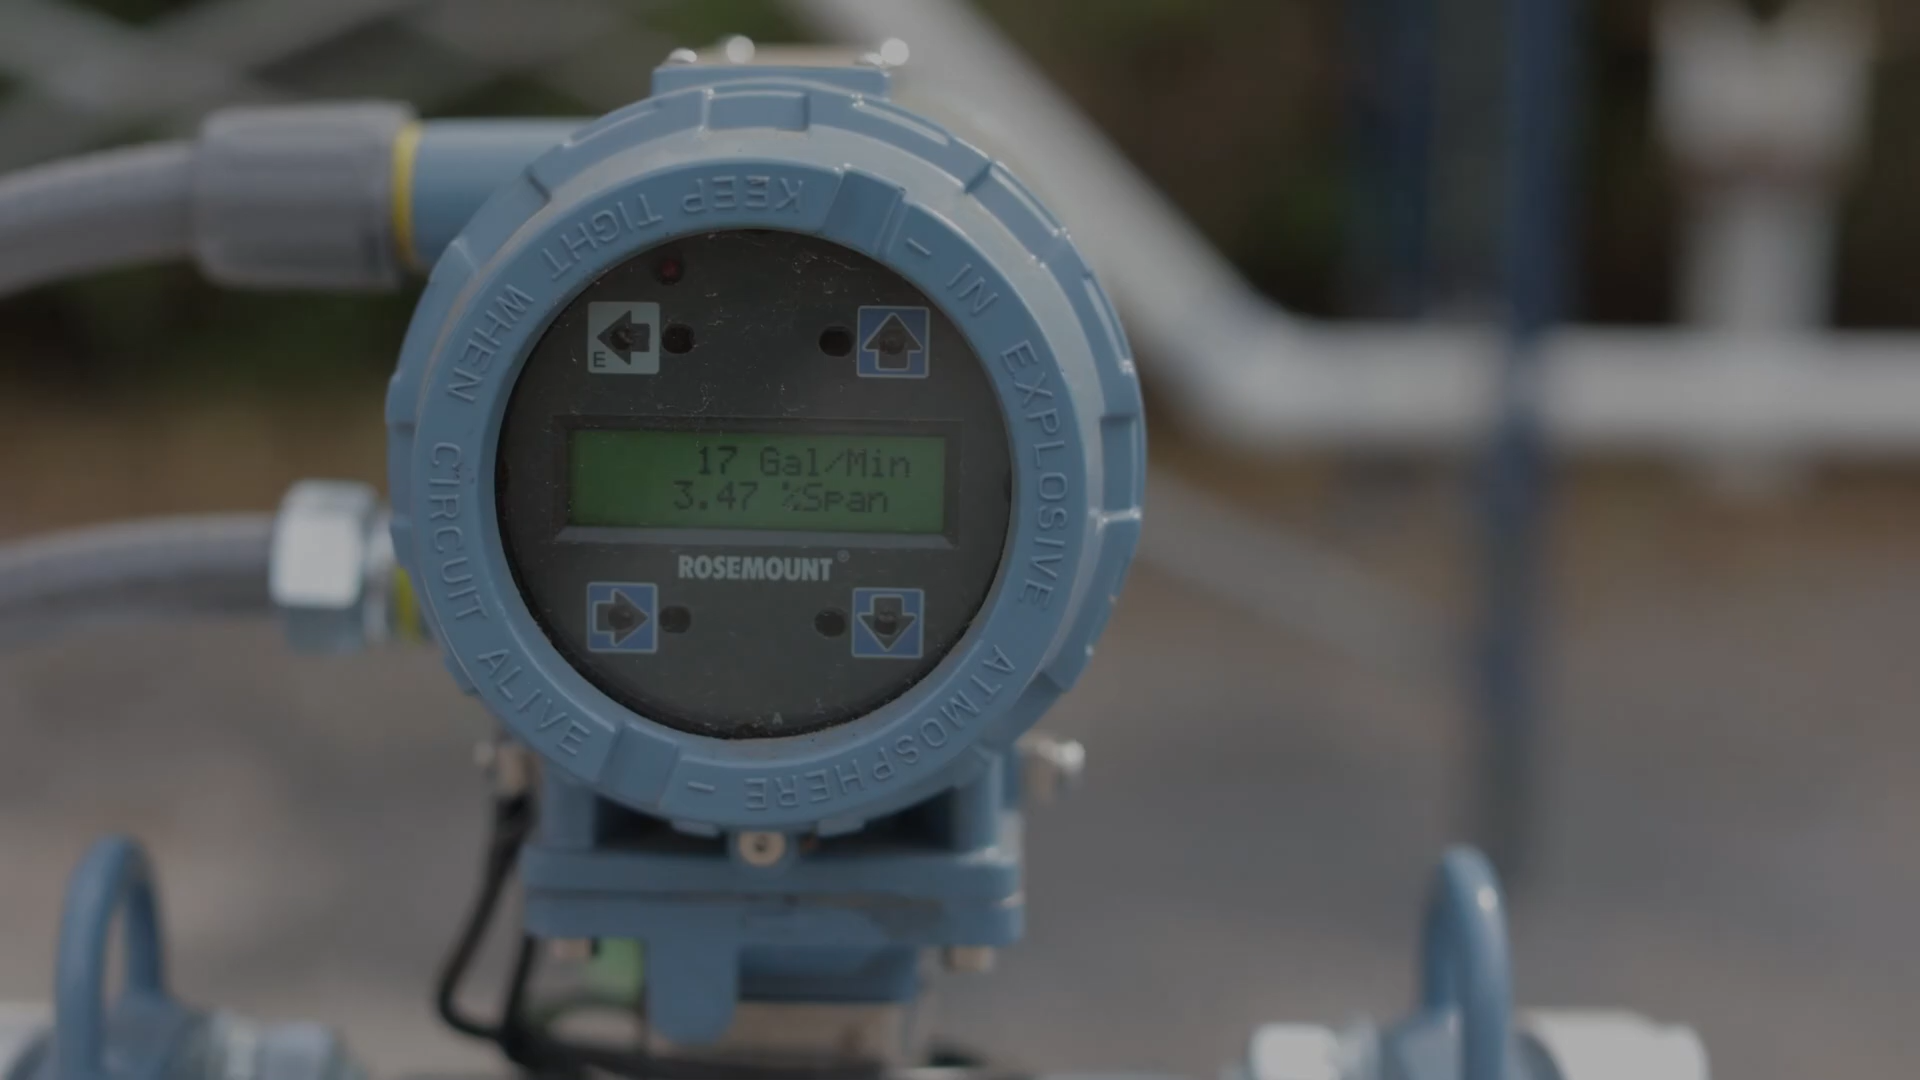 KEEP TIGHT WHEN CIRCUIT ALIVE
– IN EXPLOSIVE ATMOSPHERE –
E
17 Gal/Min
3.47 %Span
ROSEMOUNT®